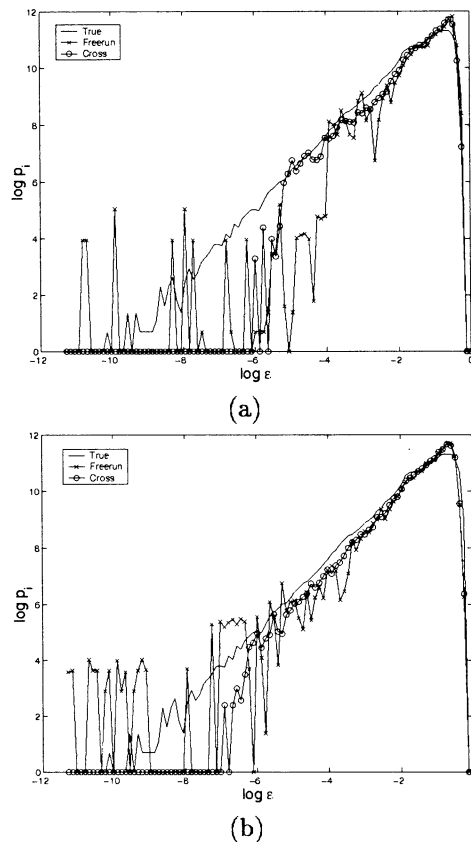 12
10
8
6
4
2
0
log p_i
True
Freerun
Cross
-12 -10 -8 -6 -4 -2 0
log ε
(a)
12
10
8
6
4
2
0
log p_i
True
Freerun
Cross
-12 -10 -8 -6 -4 -2 0
log ε
(b)